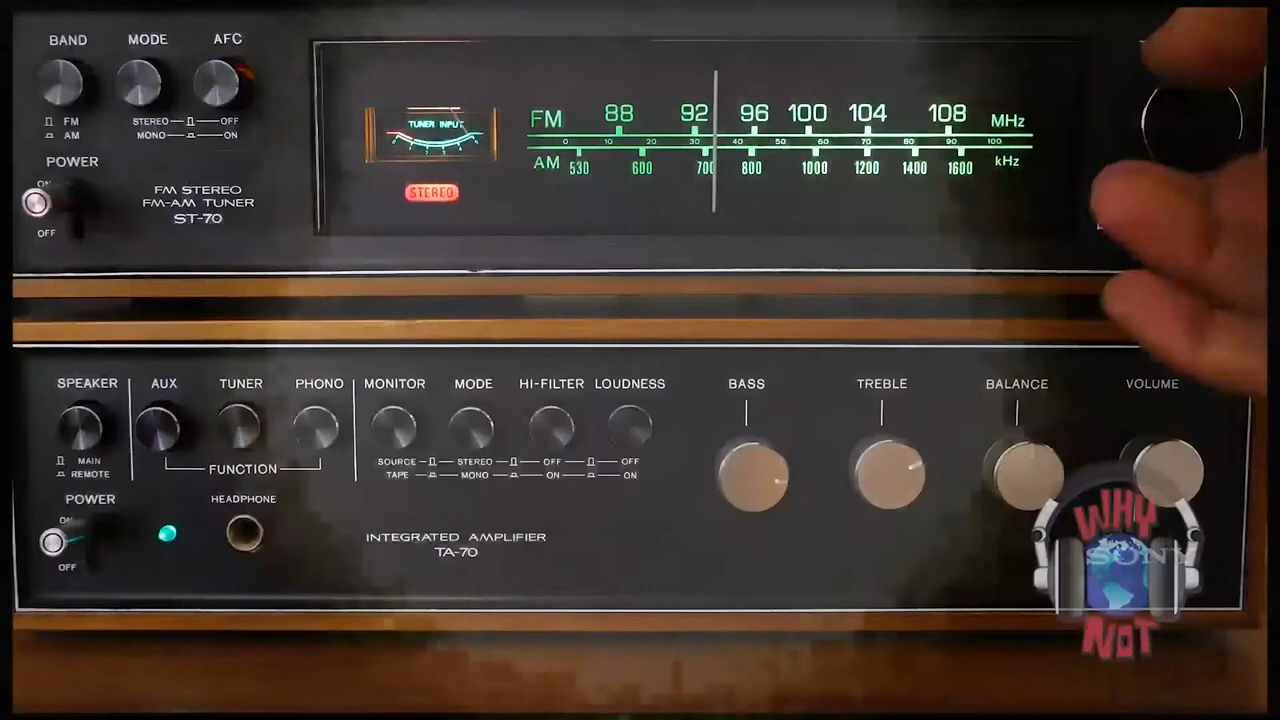 BAND MODE AFC
FM STEREO OFF
AM MONO ON
POWER
ON
OFF
FM STEREO
FM-AM TUNER
ST-70
TUNER INPUT
STEREO
FM 88 92 96 100 104 108 MHz
0 10 20 30 40 50 60 70 80 90 100
AM 530 600 700 800 1000 1200 1400 1600 kHz
SPEAKER AUX TUNER PHONO MONITOR MODE HI-FILTER LOUDNESS BASS TREBLE BALANCE VOLUME
MAIN SOURCE STEREO OFF OFF
REMOTE FUNCTION TAPE MONO ON ON
POWER HEADPHONE
ON
OFF
INTEGRATED AMPLIFIER
TA-70
WHY
SONY
NOT